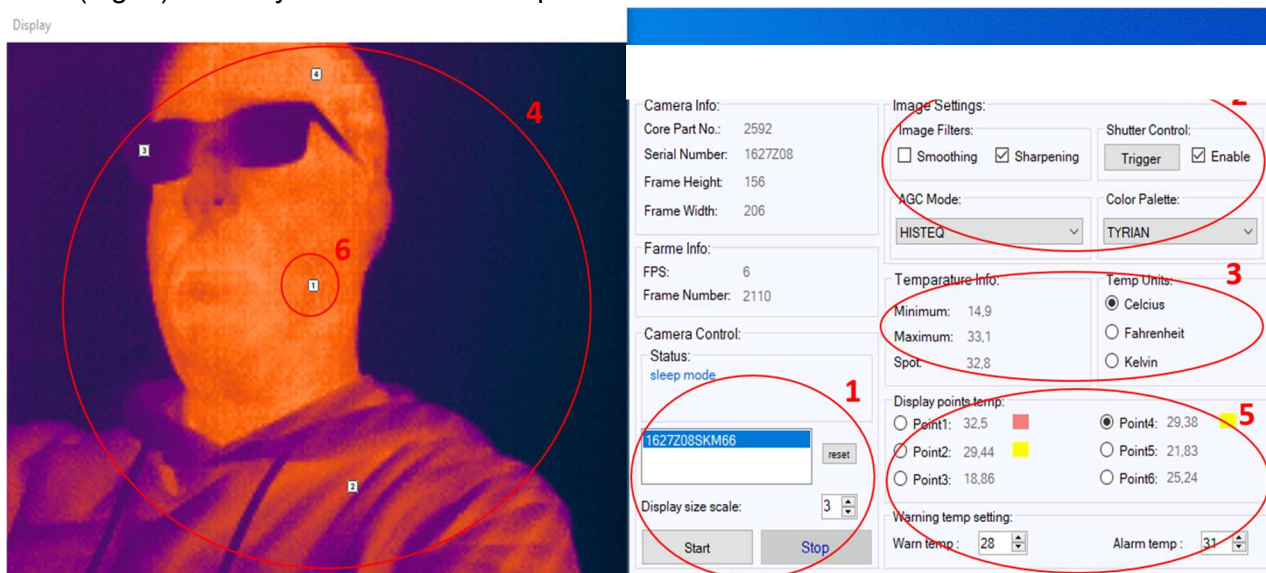 Display
4
4
3
6
1
2
Camera Info:
Core Part No.: 2592
Serial Number: 1627Z08
Frame Height: 156
Frame Width: 206
Farme Info:
FPS: 6
Frame Number: 2110
Camera Control:
Status:
sleep mode
1
1627Z08SKM66
reset
Display size scale: 3
Start Stop
Image Settings:
Image Filters:
Smoothing Sharpening
Shutter Control:
Trigger Enable
AGC Mode:
HISTEQ
Color Palette:
TYRIAN
3
Temparature Info:
Minimum: 14,9
Maximum: 33,1
Spot: 32,8
Temp Units:
Celcius
Fahrenheit
Kelvin
Display points temp:
5
Point1: 32,5 Point4: 29,38
Point2: 29,44 Point5: 21,83
Point3: 18,86 Point6: 25,24
Warning temp setting:
Warn temp : 28 Alarm temp : 31